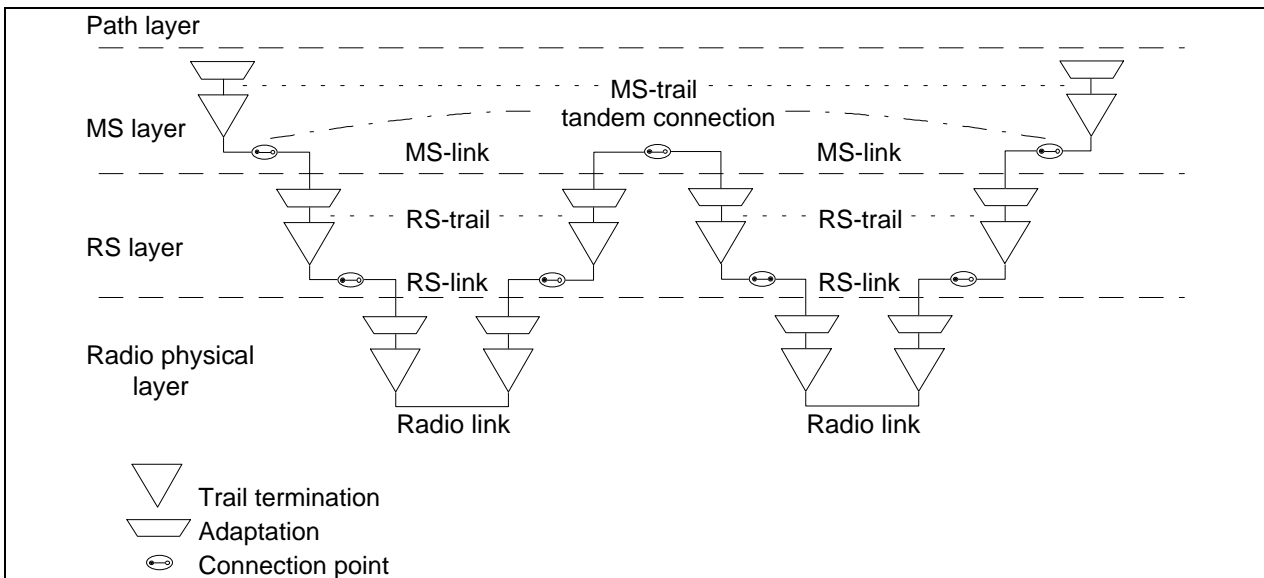 Path layer
MS-trail
tandem connection
MS layer
MS-link MS-link
RS-trail RS-trail
RS layer
RS-link RS-link
Radio physical
layer
Radio link Radio link
Trail termination
Adaptation
Connection point